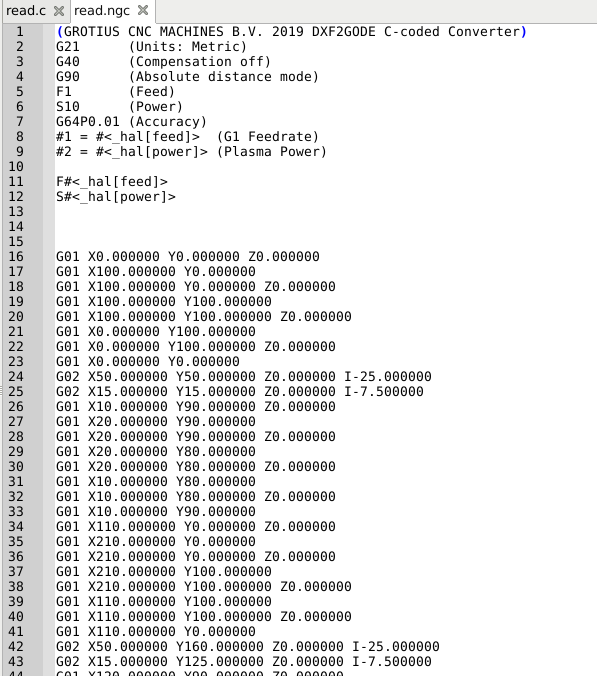 read.c read.ngc
1 (GROTIUS CNC MACHINES B.V. 2019 DXF2GODE C-coded Converter)
2 G21 (Units: Metric)
3 G40 (Compensation off)
4 G90 (Absolute distance mode)
5 F1 (Feed)
6 S10 (Power)
7 G64P0.01 (Accuracy)
8 #1 = #<_hal[feed]> (G1 Feedrate)
9 #2 = #<_hal[power]> (Plasma Power)
10
11 F#<_hal[feed]>
12 S#<_hal[power]>
13
14
15
16 G01 X0.000000 Y0.000000 Z0.000000
17 G01 X100.000000 Y0.000000
18 G01 X100.000000 Y0.000000 Z0.000000
19 G01 X100.000000 Y100.000000
20 G01 X100.000000 Y100.000000 Z0.000000
21 G01 X0.000000 Y100.000000
22 G01 X0.000000 Y100.000000 Z0.000000
23 G01 X0.000000 Y0.000000
24 G02 X50.000000 Y50.000000 Z0.000000 I-25.000000
25 G02 X15.000000 Y15.000000 Z0.000000 I-7.500000
26 G01 X10.000000 Y90.000000 Z0.000000
27 G01 X20.000000 Y90.000000
28 G01 X20.000000 Y90.000000 Z0.000000
29 G01 X20.000000 Y80.000000
30 G01 X20.000000 Y80.000000 Z0.000000
31 G01 X10.000000 Y80.000000
32 G01 X10.000000 Y80.000000 Z0.000000
33 G01 X10.000000 Y90.000000
34 G01 X110.000000 Y0.000000 Z0.000000
35 G01 X210.000000 Y0.000000
36 G01 X210.000000 Y0.000000 Z0.000000
37 G01 X210.000000 Y100.000000
38 G01 X210.000000 Y100.000000 Z0.000000
39 G01 X110.000000 Y100.000000
40 G01 X110.000000 Y100.000000 Z0.000000
41 G01 X110.000000 Y0.000000
42 G02 X50.000000 Y160.000000 Z0.000000 I-25.000000
43 G02 X15.000000 Y125.000000 Z0.000000 I-7.500000
44 G01 X120.000000 Y90.000000 Z0.000000